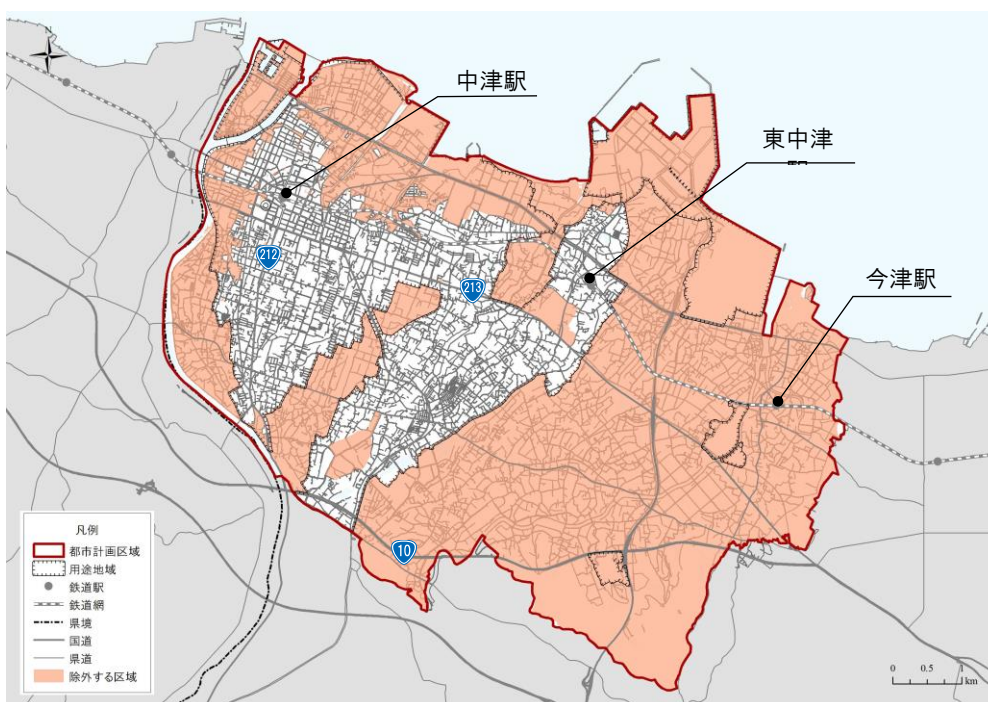 中津駅
東中津
今津駅
212
213
10
凡例
都市計画区域
用途地域
鉄道駅
鉄道網
県境
国道
県道
除外する区域
0 0.5 1
km